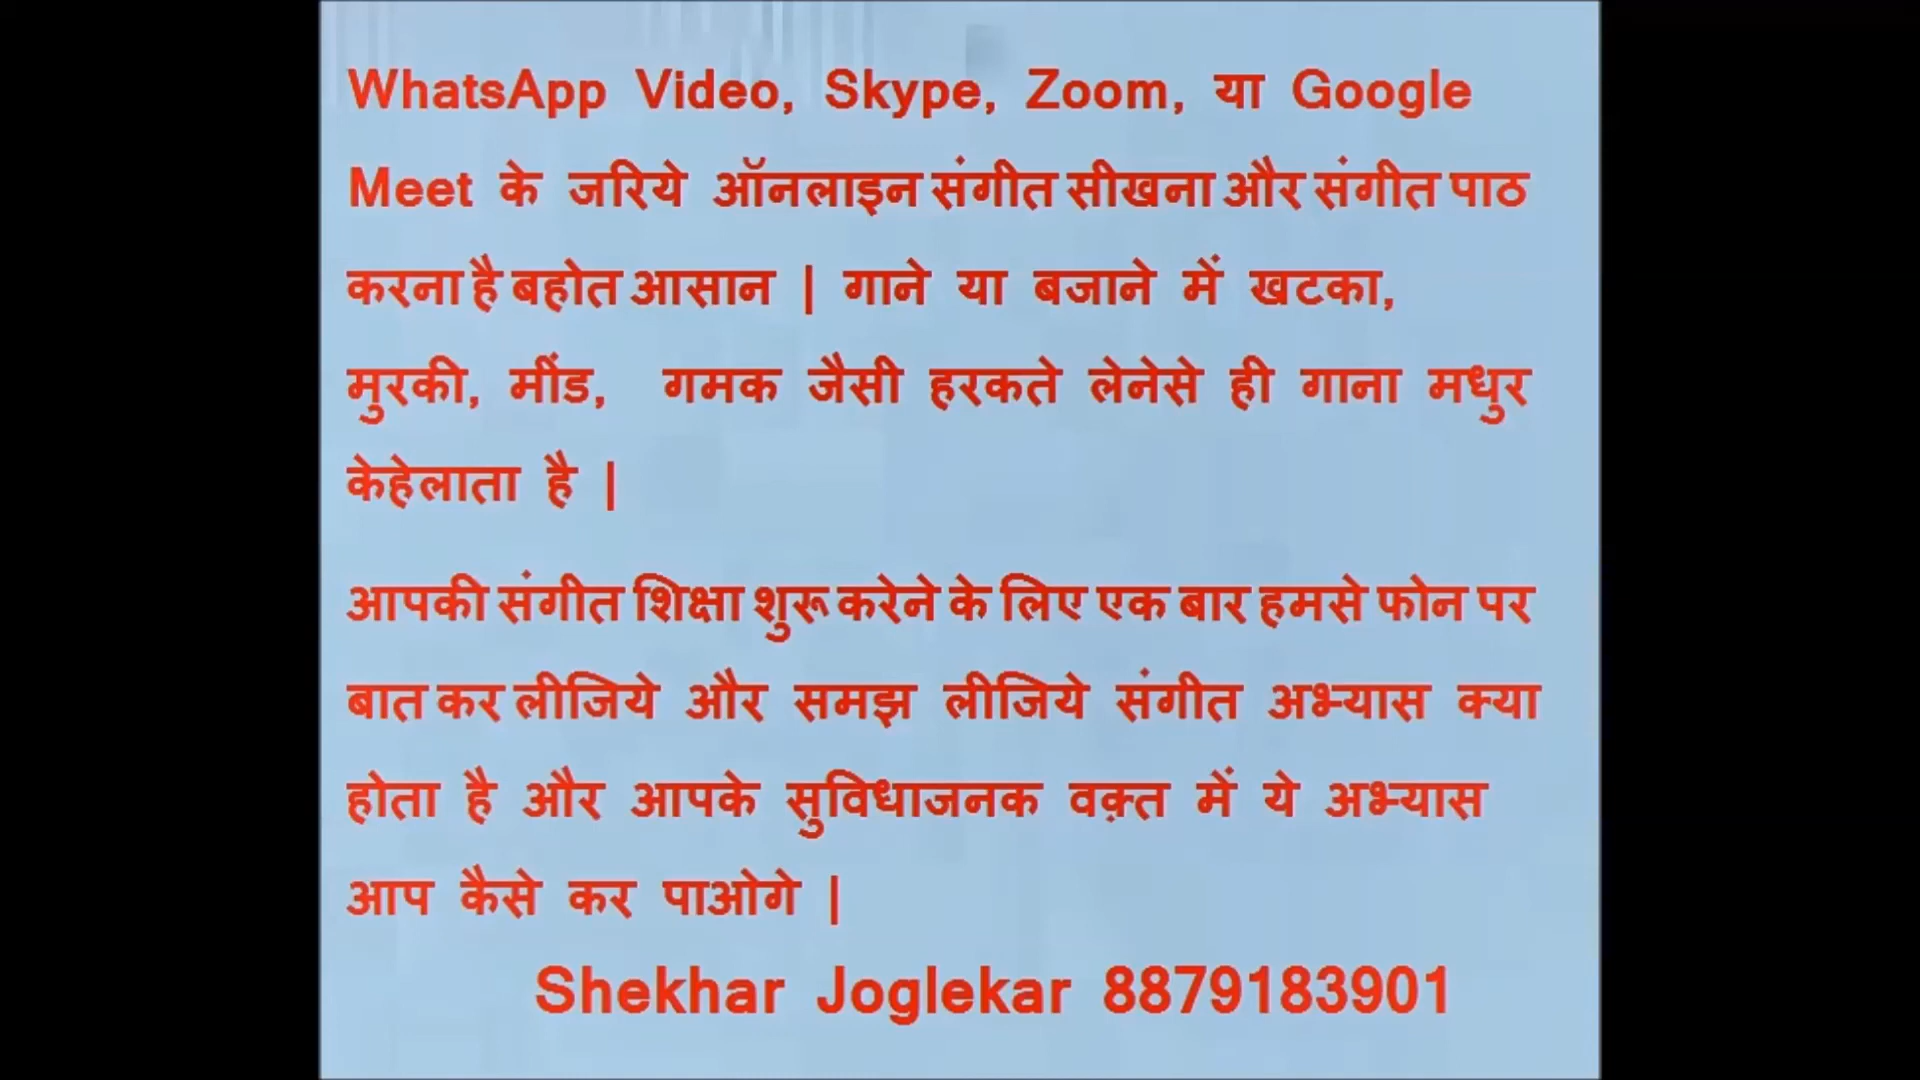 WhatsApp Video, Skype, Zoom, या Google
Meet के जरिये ऑनलाइन संगीत सीखना और संगीत पाठ
करना है बहोत आसान | गाने या बजाने में खटका,
मुरकी, मींड, गमक जैसी हरकते लेनेसे ही गाना मधुर
केहेलाता है |
आपकी संगीत शिक्षा शुरू करेने के लिए एक बार हमसे फोन पर
बात कर लीजिये और समझ लीजिये संगीत अभ्यास क्या
होता है और आपके सुविधाजनक वक़्त में ये अभ्यास
आप कैसे कर पाओगे |
Shekhar Joglekar 8879183901